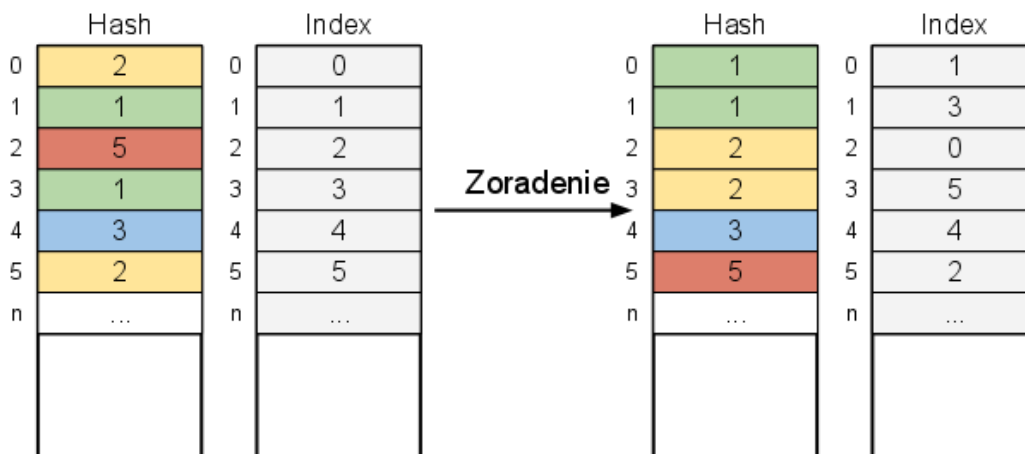 Hash Index Hash Index
0 2 0 0 0 1 0 1
1 1 1 1 1 1 1 3
2 5 2 2 2 2 2 0
Zoradenie
3 1 3 3 3 2 3 5
4 3 4 4 4 3 4 4
5 2 5 5 5 5 5 2
n ... n ... n ... n ...